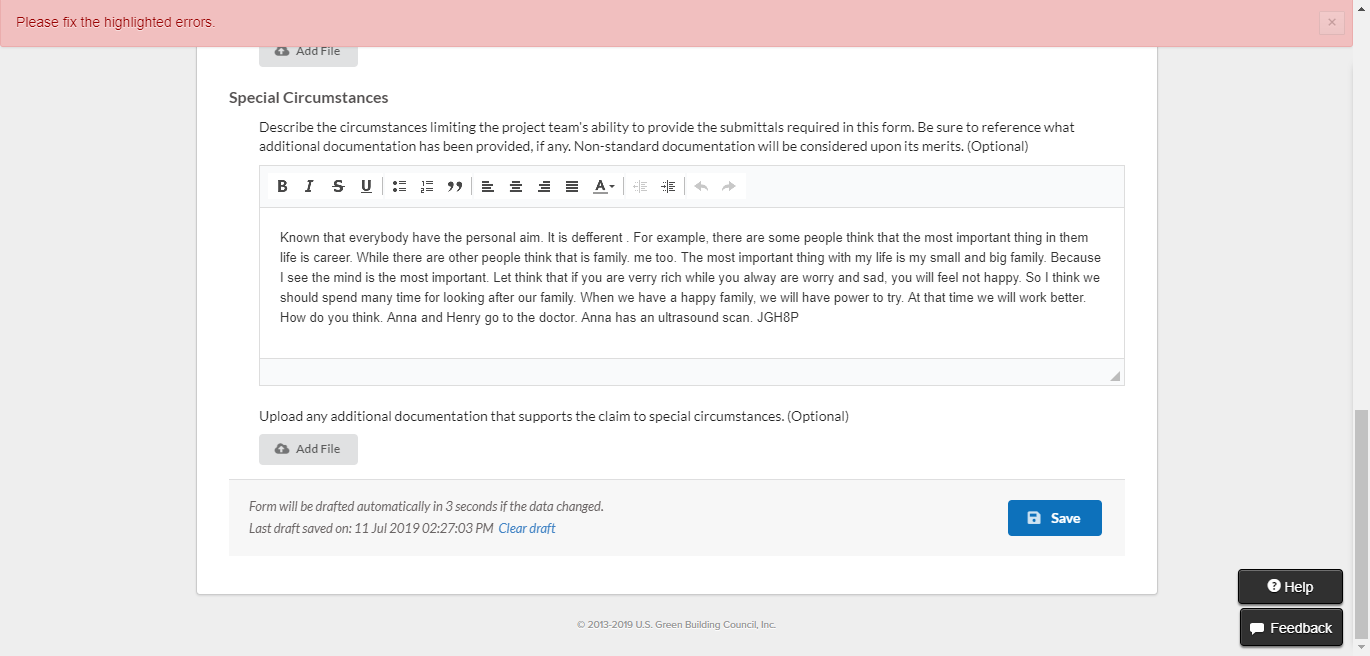 Please fix the highlighted errors.
×
Add File
Special Circumstances
Describe the circumstances limiting the project team's ability to provide the submittals required in this form. Be sure to reference what
additional documentation has been provided, if any. Non-standard documentation will be considered upon its merits. (Optional)
B I S U A
Known that everybody have the personal aim. It is defferent . For example, there are some people think that the most important thing in them
life is career. While there are other people think that is family. me too. The most important thing with my life is my small and big family. Because
I see the mind is the most important. Let think that if you are verry rich while you alway are worry and sad, you will feel not happy. So I think we
should spend many time for looking after our family. When we have a happy family, we will have power to try. At that time we will work better.
How do you think. Anna and Henry go to the doctor. Anna has an ultrasound scan. JGH8P
Upload any additional documentation that supports the claim to special circumstances. (Optional)
Add File
Form will be drafted automatically in 3 seconds if the data changed.
Last draft saved on: 11 Jul 2019 02:27:03 PM Clear draft
Save
Help
© 2013-2019 U.S. Green Building Council, Inc.
Feedback